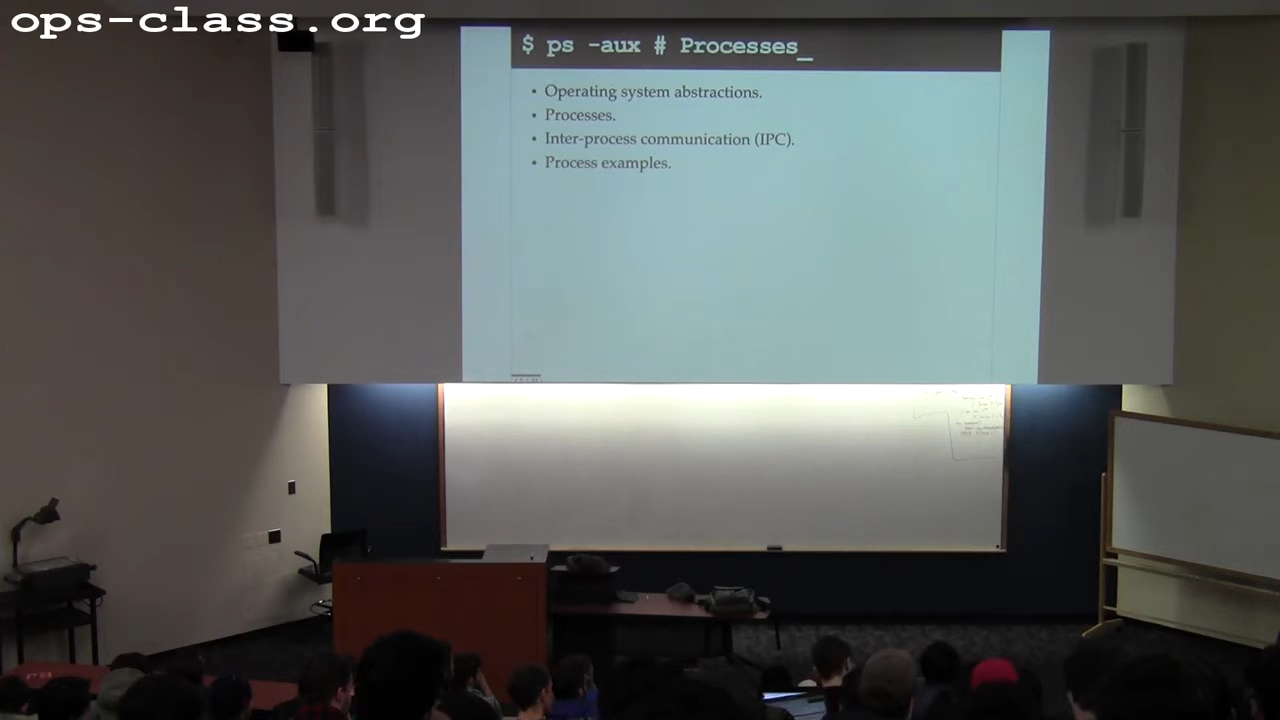 ops-class.org
$ ps -aux # Processes_
• Operating system abstractions.
• Processes.
• Inter-process communication (IPC).
• Process examples.